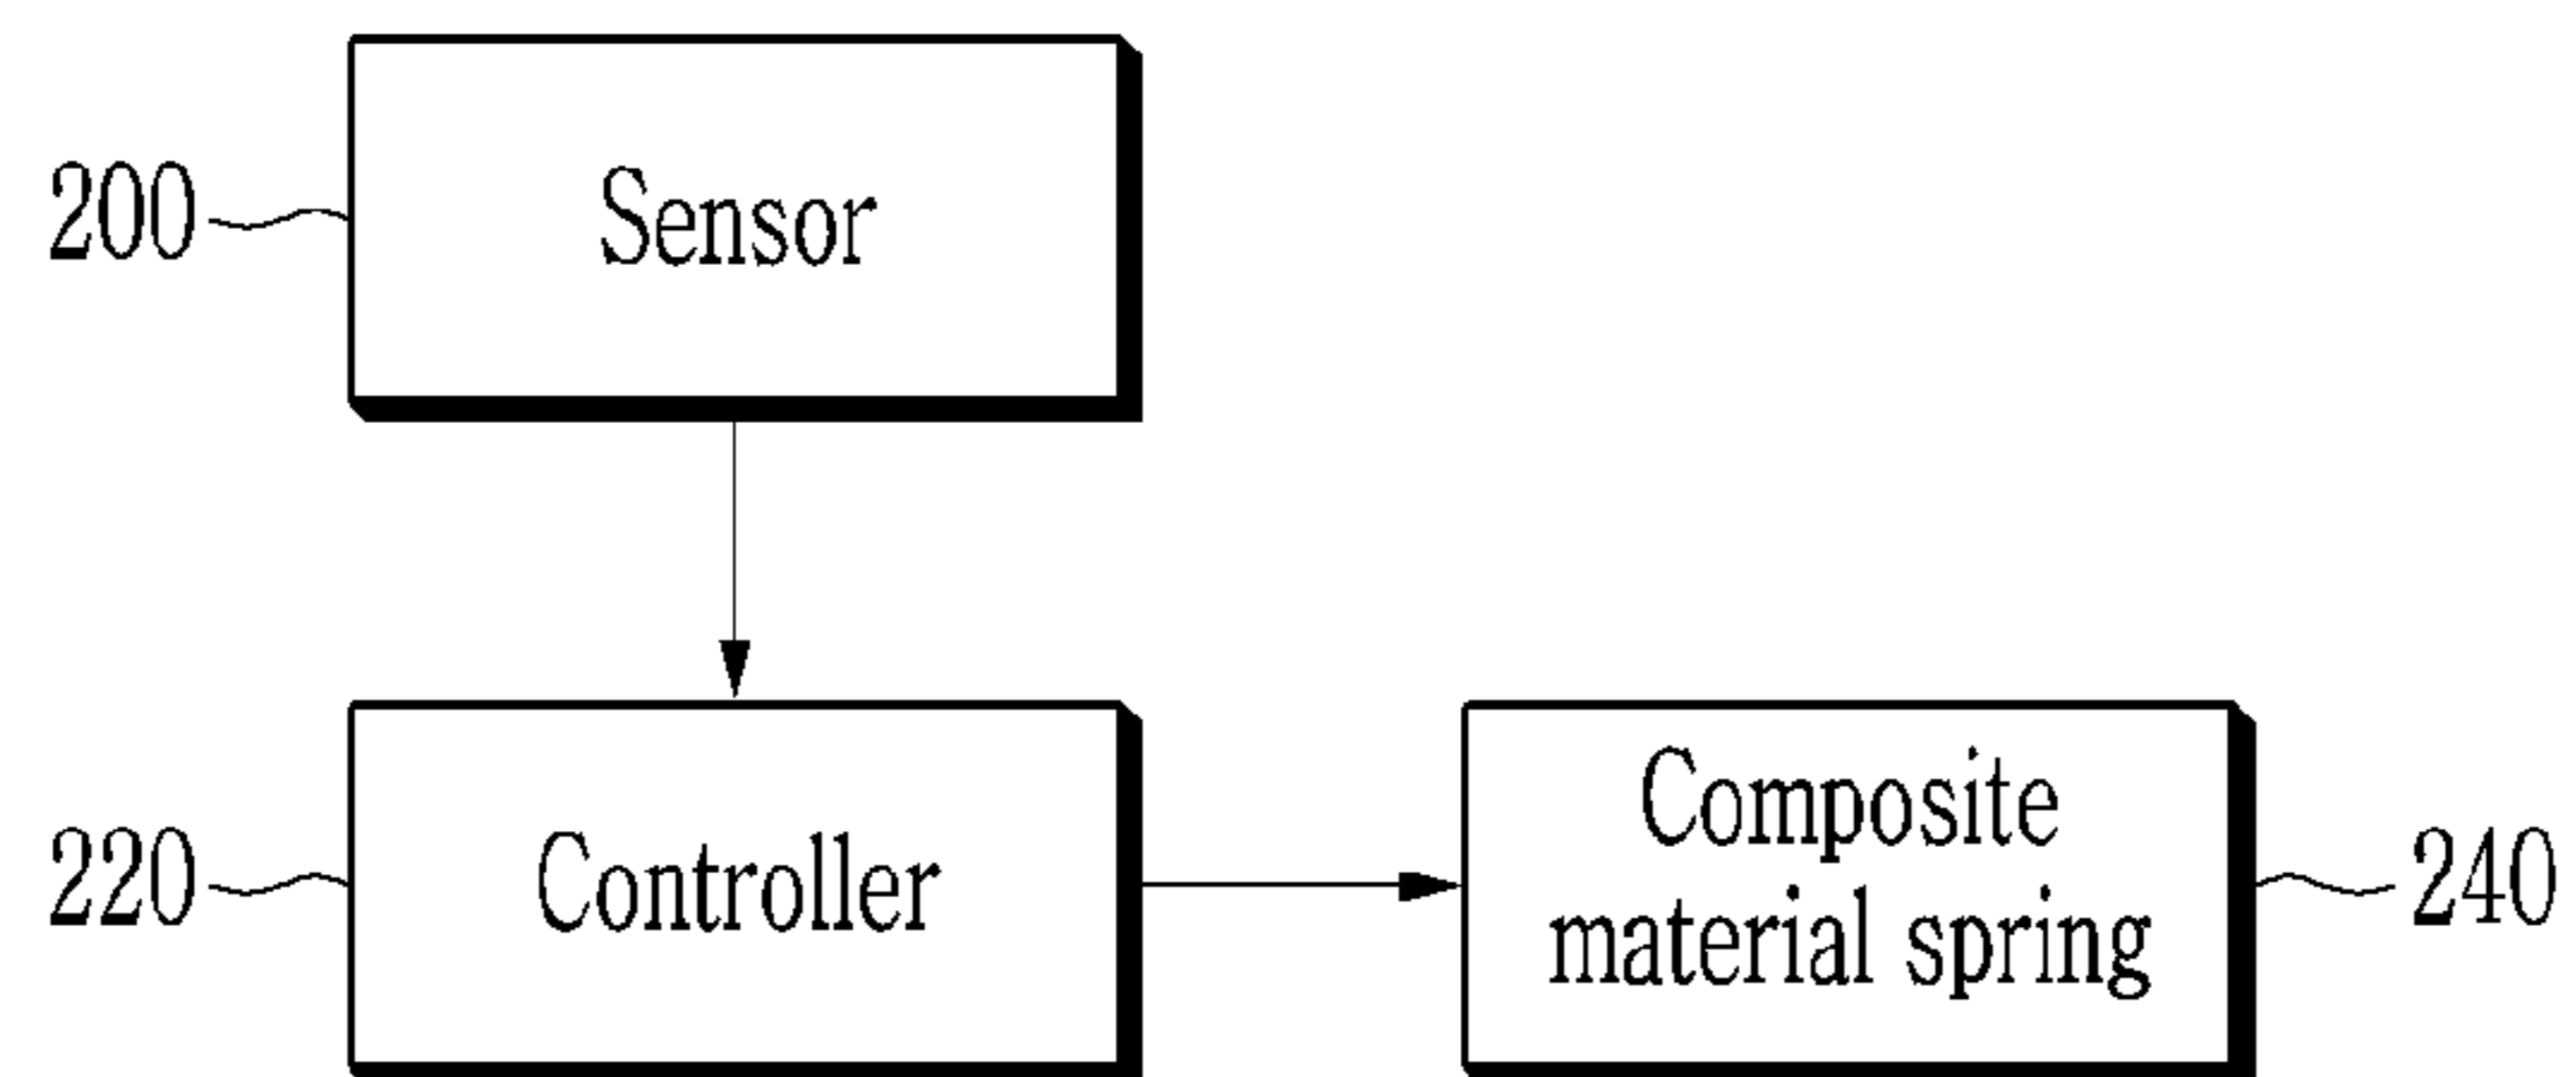 200
Sensor
220
Controller
Composite
material spring
240